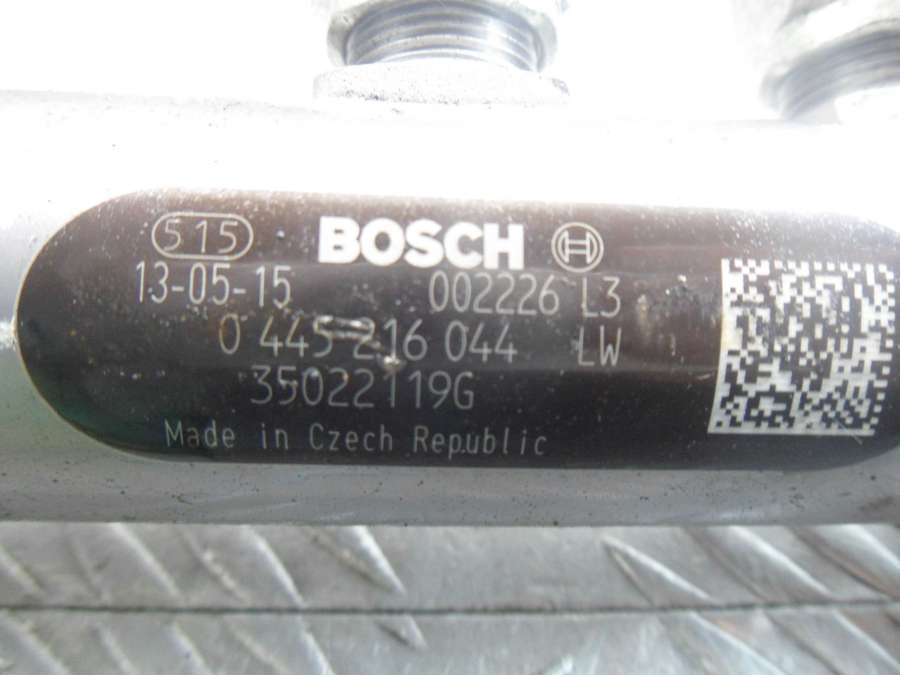 515 BOSCH
13-05-15 002226 L3
0 445 216 044 LW
35022119G
Made in Czech Republic